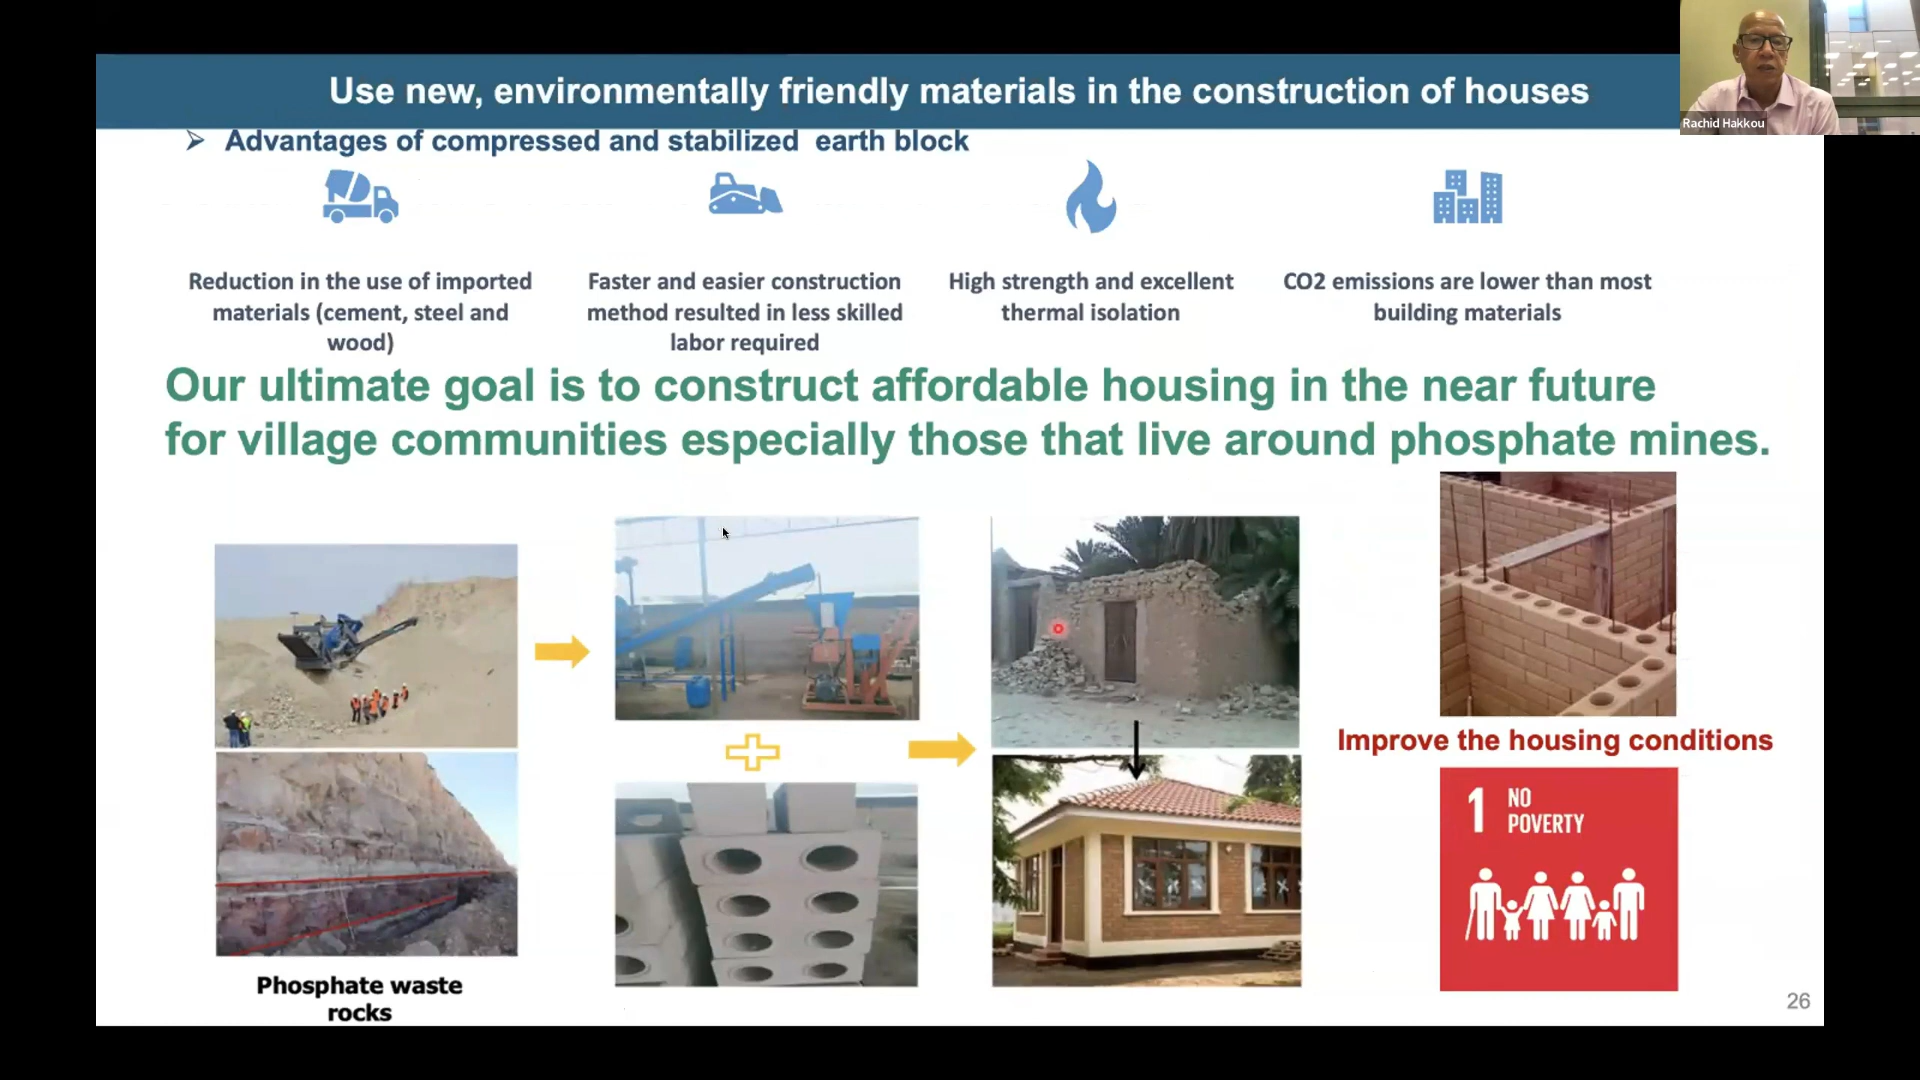 Use new, environmentally friendly materials in the construction of houses
Rachid Hakkou
Advantages of compressed and stabilized earth block
Reduction in the use of imported
materials (cement, steel and
wood)
Faster and easier construction
method resulted in less skilled
labor required
High strength and excellent
thermal isolation
CO2 emissions are lower than most
building materials
Our ultimate goal is to construct affordable housing in the near future
for village communities especially those that live around phosphate mines.
Improve the housing conditions
1 NO
POVERTY
Phosphate waste
rocks
26